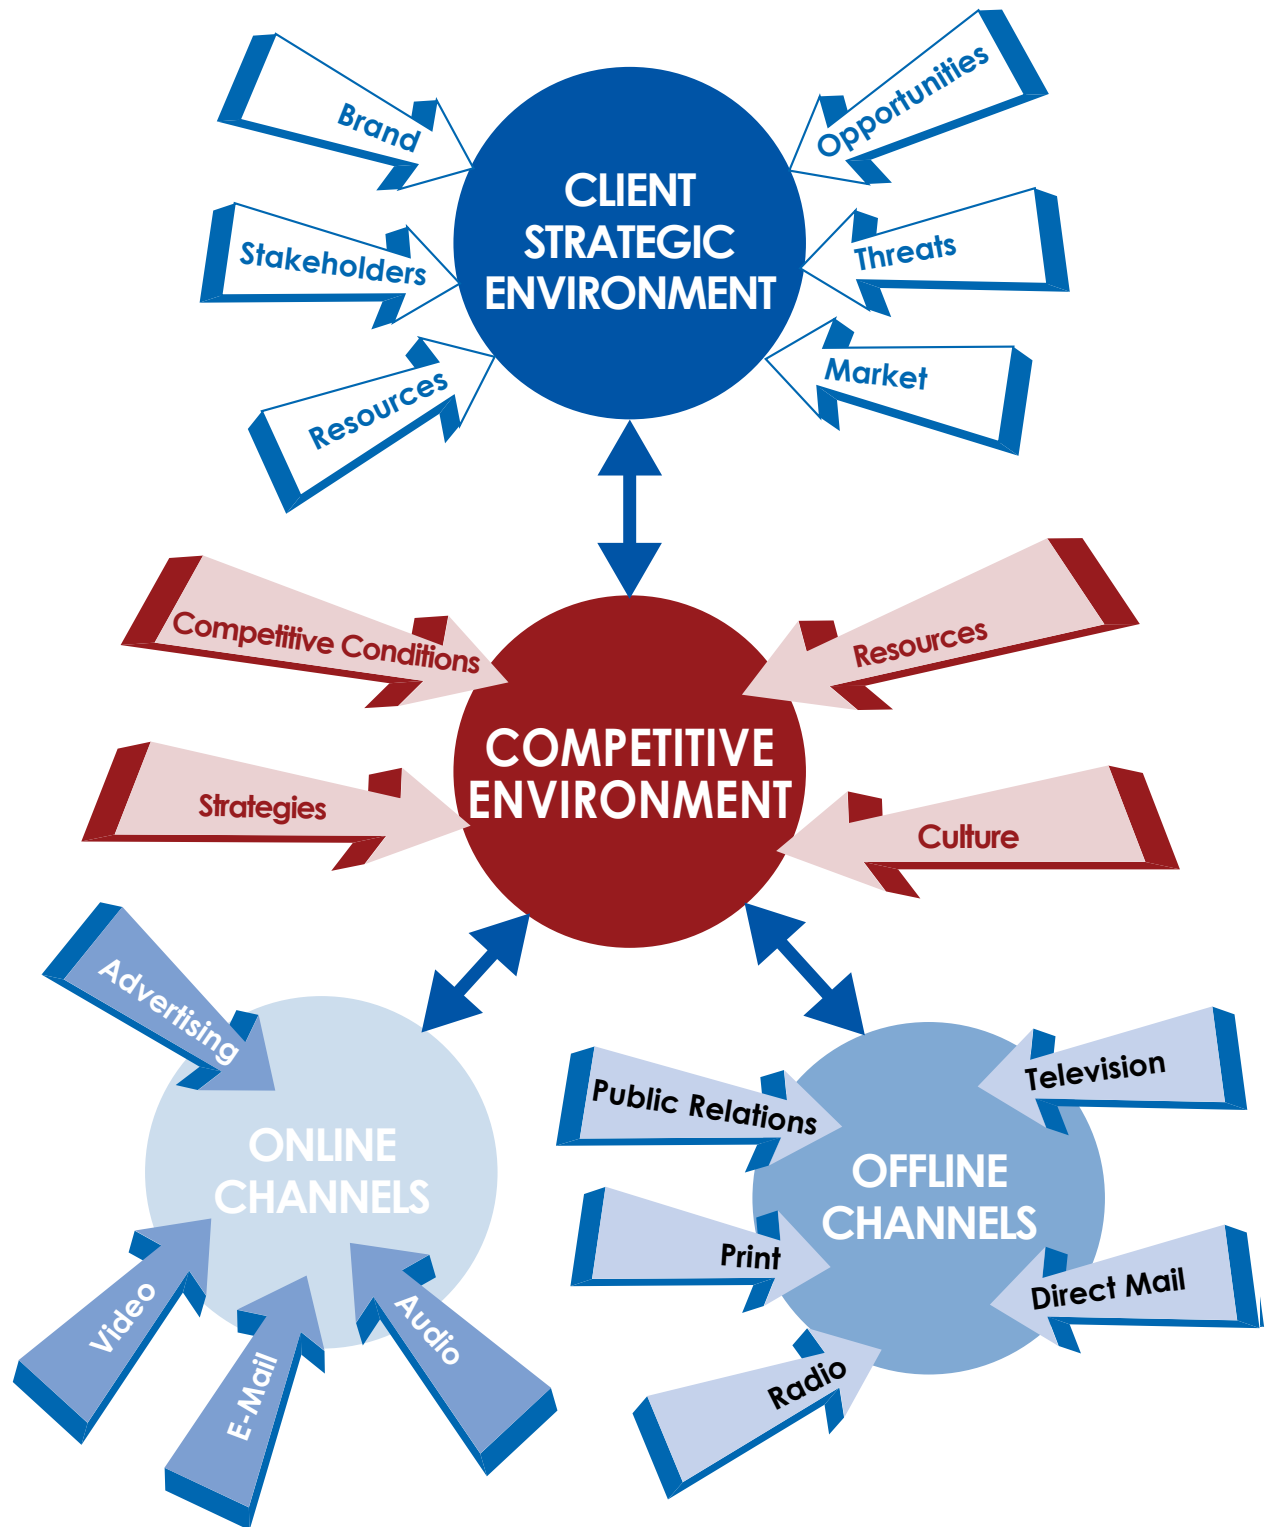 Brand
Opportunities
CLIENT
STRATEGIC
ENVIRONMENT
Stakeholders
Threats
Resources
Market
Competitive Conditions
Resources
COMPETITIVE
ENVIRONMENT
Strategies
Culture
Advertising
ONLINE
CHANNELS
Video
E-Mail
Audio
Public Relations
Television
OFFLINE
CHANNELS
Print
Direct Mail
Radio